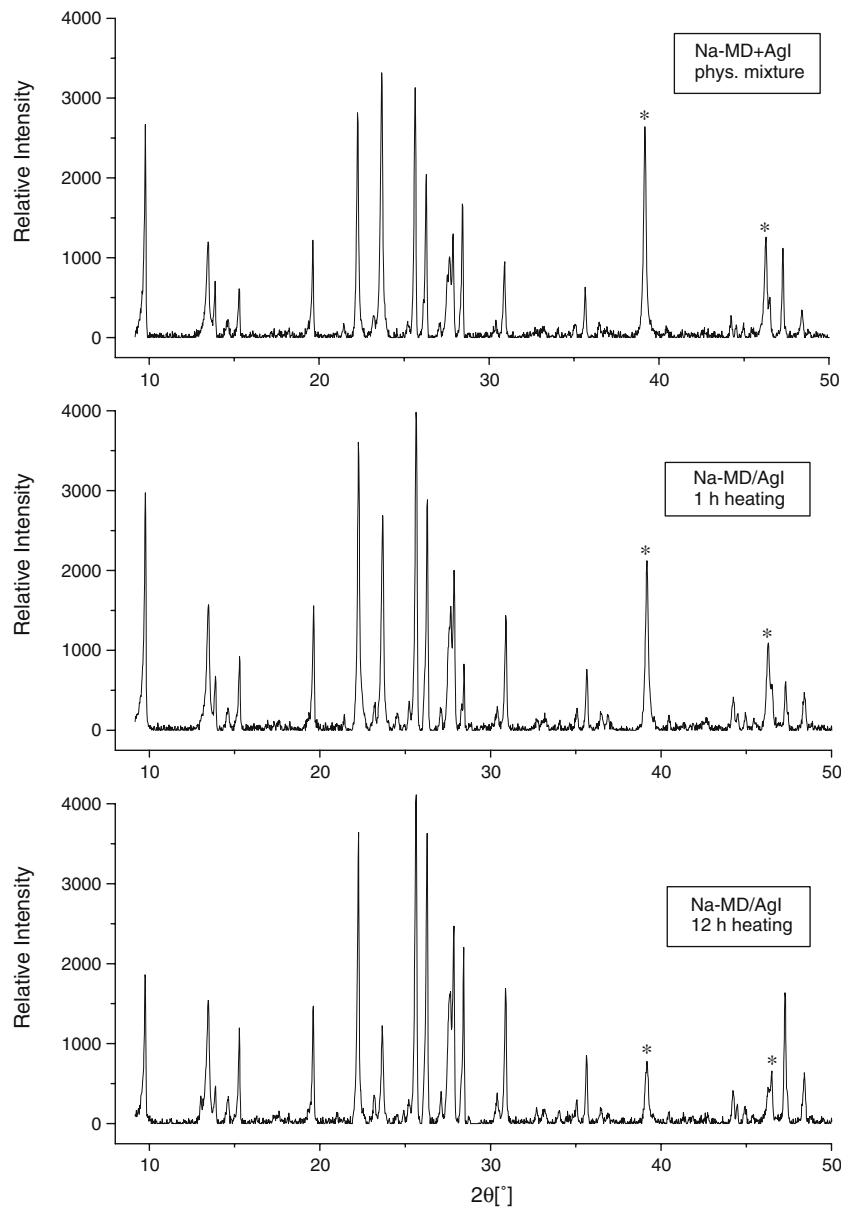 4000
Na-MD+AgI
phys. mixture
3000
*
Relative Intensity
2000
*
1000
0
10 20 30 40 50
4000
Na-MD/AgI
1 h heating
3000
*
Relative Intensity
2000
*
1000
0
10 20 30 40 50
4000
Na-MD/AgI
12 h heating
3000
Relative Intensity
2000
* *
1000
0
10 20 30 40 50
2θ[°]